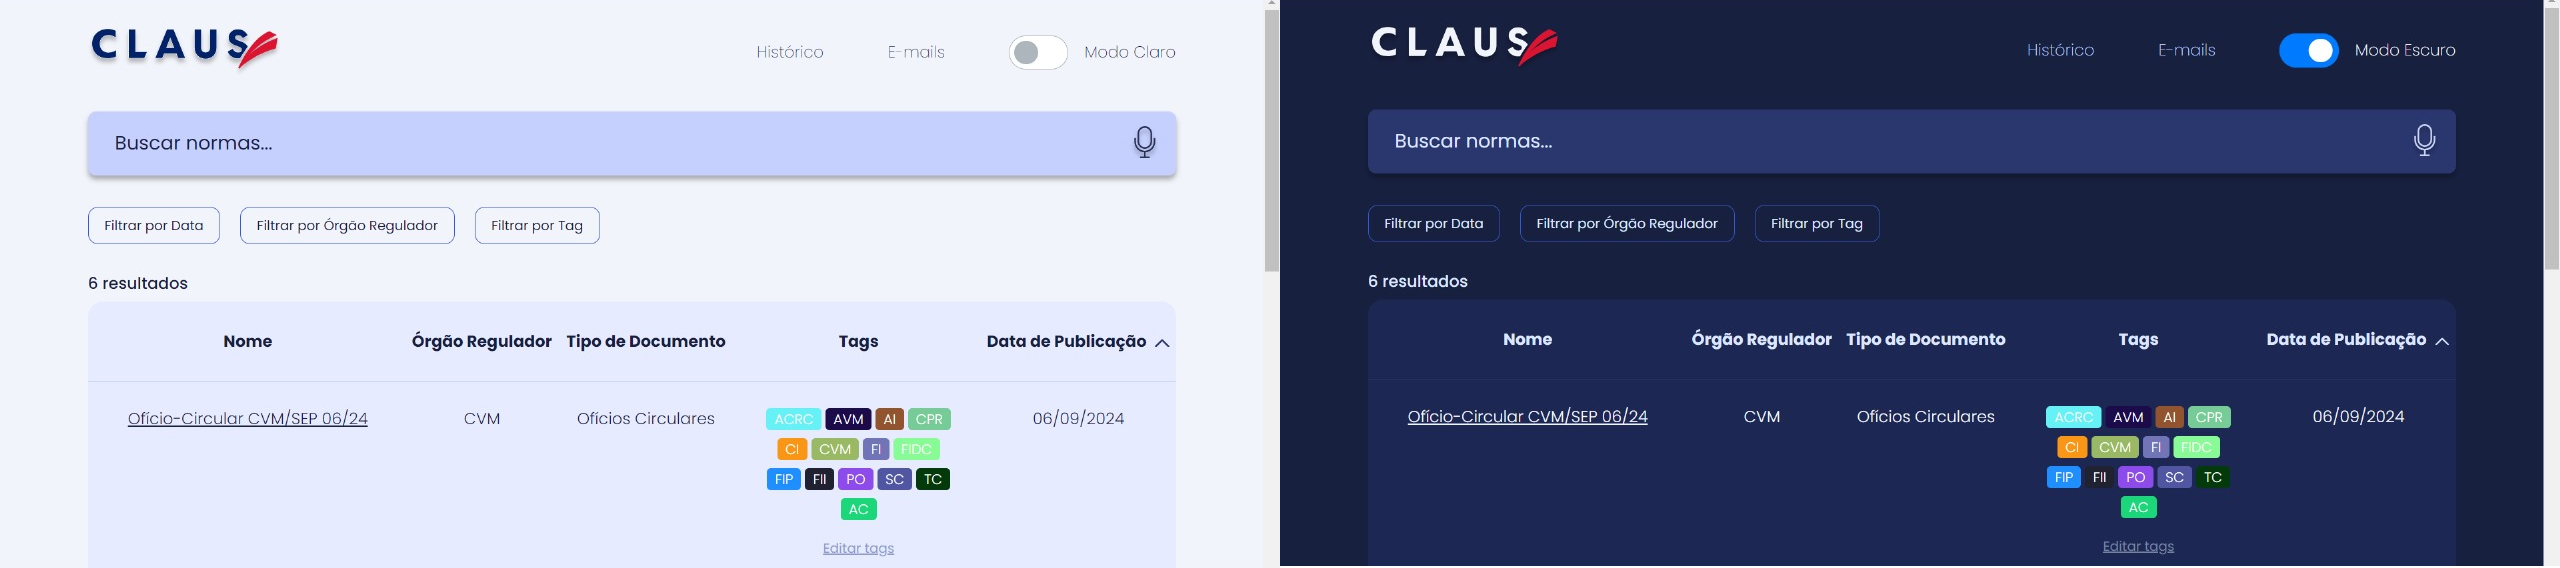 CLAUS
Histórico E-mails Modo Claro
Buscar normas...
Filtrar por Data Filtrar por Órgão Regulador Filtrar por Tag
6 resultados
Nome Órgão Regulador Tipo de Documento Tags Data de Publicação
Ofício-Circular CVM/SEP 06/24 CVM Ofícios Circulares ACRC AVM AI CPR 06/09/2024
CI CVM FI FIDC
FIP FII PO SC TC
AC
Editar tags
CLAUS
Histórico E-mails Modo Escuro
Buscar normas...
Filtrar por Data Filtrar por Órgão Regulador Filtrar por Tag
6 resultados
Nome Órgão Regulador Tipo de Documento Tags Data de Publicação
Ofício-Circular CVM/SEP 06/24 CVM Ofícios Circulares ACRC AVM AI CPR 06/09/2024
CI CVM FI FIDC
FIP FII PO SC TC
AC
Editar tags